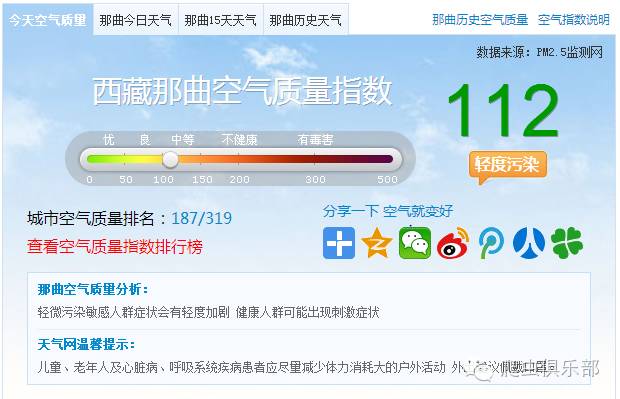 今天空气质量 那曲今日天气 那曲15天天气 那曲历史天气 那曲历史空气质量 空气指数说明
数据来源：PM2.5监测网
西藏那曲空气质量指数
112
轻度污染
优 良 中等 不健康 有毒害
0 50 100 150 200 300 500
城市空气质量排名：187/319
查看空气质量指数排行榜
分享一下 空气就变好
那曲空气质量分析：
轻微污染敏感人群症状会有轻度加剧 健康人群可能出现刺激症状
天气网温馨提示：
儿童、老年人及心脏病、呼吸系统疾病患者应尽量减少体力消耗大的户外活动 外
爬虫俱乐部